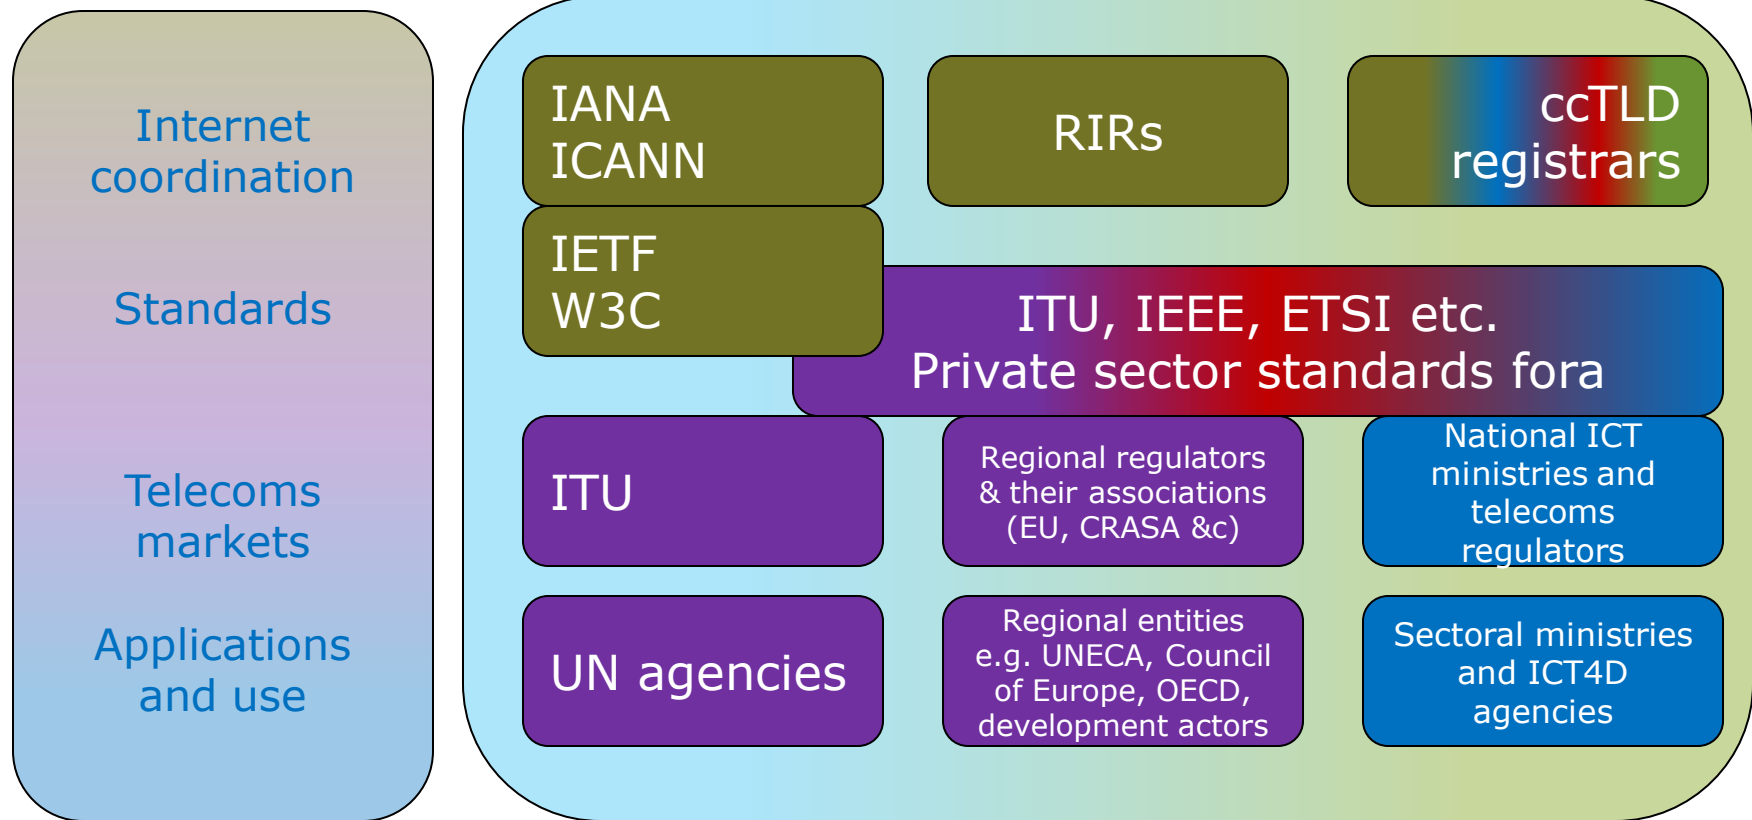 Internet
coordination
Standards
Telecoms
markets
Applications
and use
IANA
ICANN
RIRs
ccTLD
registrars
IETF
W3C
ITU, IEEE, ETSI etc.
Private sector standards fora
ITU
Regional regulators
& their associations
(EU, CRASA &c)
National ICT
ministries and
telecoms
regulators
UN agencies
Regional entities
e.g. UNECA, Council
of Europe, OECD,
development actors
Sectoral ministries
and ICT4D
agencies